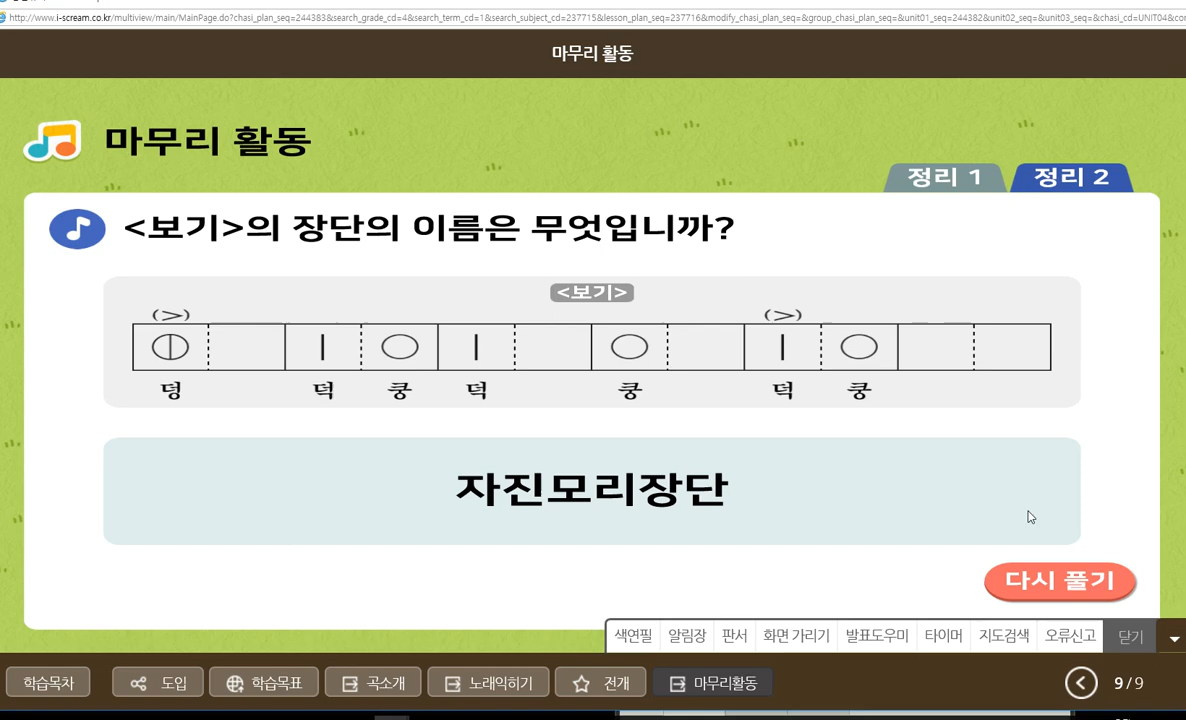 http://www.i-scream.co.kr/multiview/main/MainPage.do?chasi_plan_seq=244383&search_grade_cd=4&search_term_cd=1&search_subject_cd=237715&lesson_plan_seq=237716&modify_chasi_plan_seq=&group_chasi_plan_seq=&unit01_seq=244382&unit02_seq=&unit03_seq=&chasi_cd=UNIT04&co
마무리 활동
마무리 활동
정리 1 정리 2
<보기>의 장단의 이름은 무엇입니까?
<보기>
(>) (>)
덩 덕 쿵 덕 쿵 덕 쿵
자진모리장단
다시 풀기
색연필 알림장 판서 화면 가리기 발표도우미 타이머 지도검색 오류신고 닫기
학습목차 도입 학습목표 곡소개 노래익히기 전개 마무리활동 9 / 9